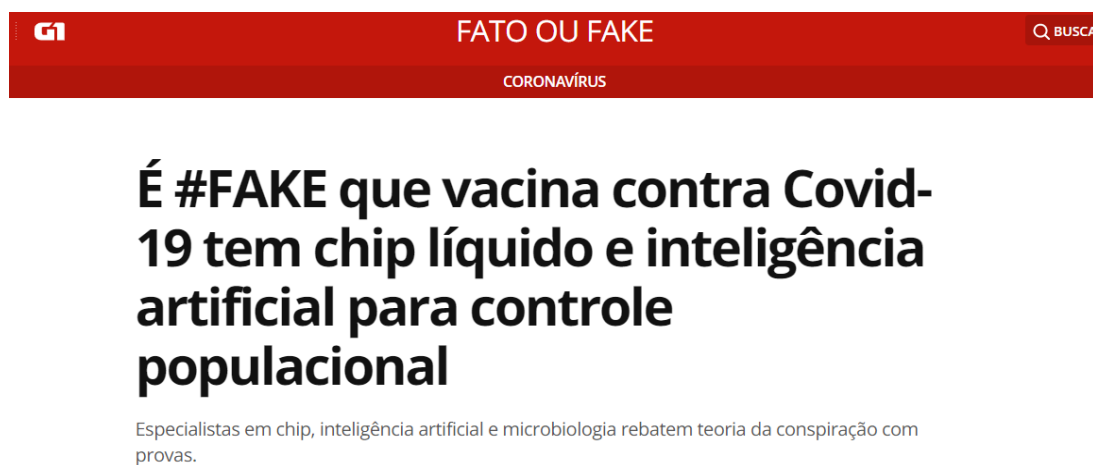 G1
FATO OU FAKE
BUSCA
CORONAVÍRUS
É #FAKE que vacina contra Covid-
19 tem chip líquido e inteligência
artificial para controle
populacional
Especialistas em chip, inteligência artificial e microbiologia rebatem teoria da conspiração com
provas.